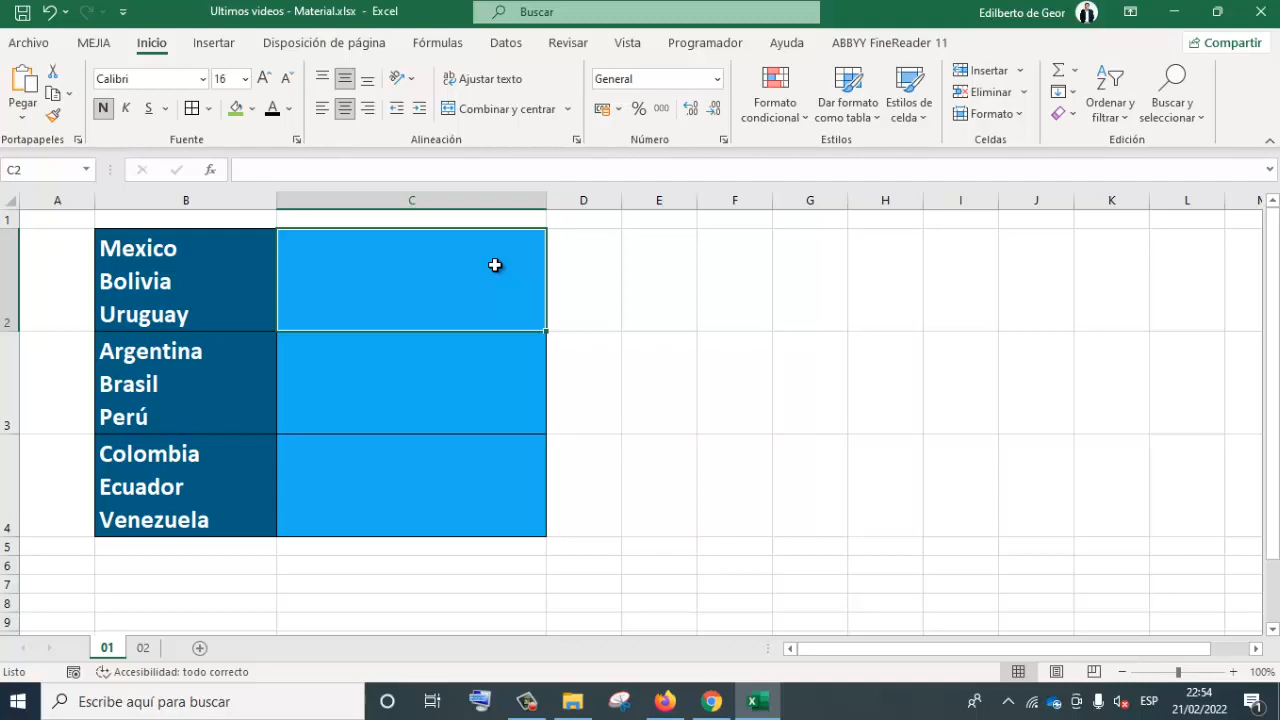 Ultimos videos - Material.xlsx - Excel
Buscar
Edilberto de Geor
Archivo MEJIA Inicio Insertar Disposición de página Fórmulas Datos Revisar Vista Programador Ayuda ABBYY FineReader 11 Compartir
Pegar
Calibri 16
N K S
Ajustar texto
Combinar y centrar
General
% 000
Formato condicional
Dar formato como tabla
Estilos de celda
Insertar
Eliminar
Formato
Ordenar y filtrar
Buscar y seleccionar
Portapapeles Fuente Alineación Número Estilos Celdas Edición
C2 fx
A B C D E F G H I J K L
1
2
3
4
5
6
7
8
9
Mexico
Bolivia
Uruguay
Argentina
Brasil
Perú
Colombia
Ecuador
Venezuela
01 02
Listo Accesibilidad: todo correcto 100%
Escribe aquí para buscar
ESP
22:54
21/02/2022
1